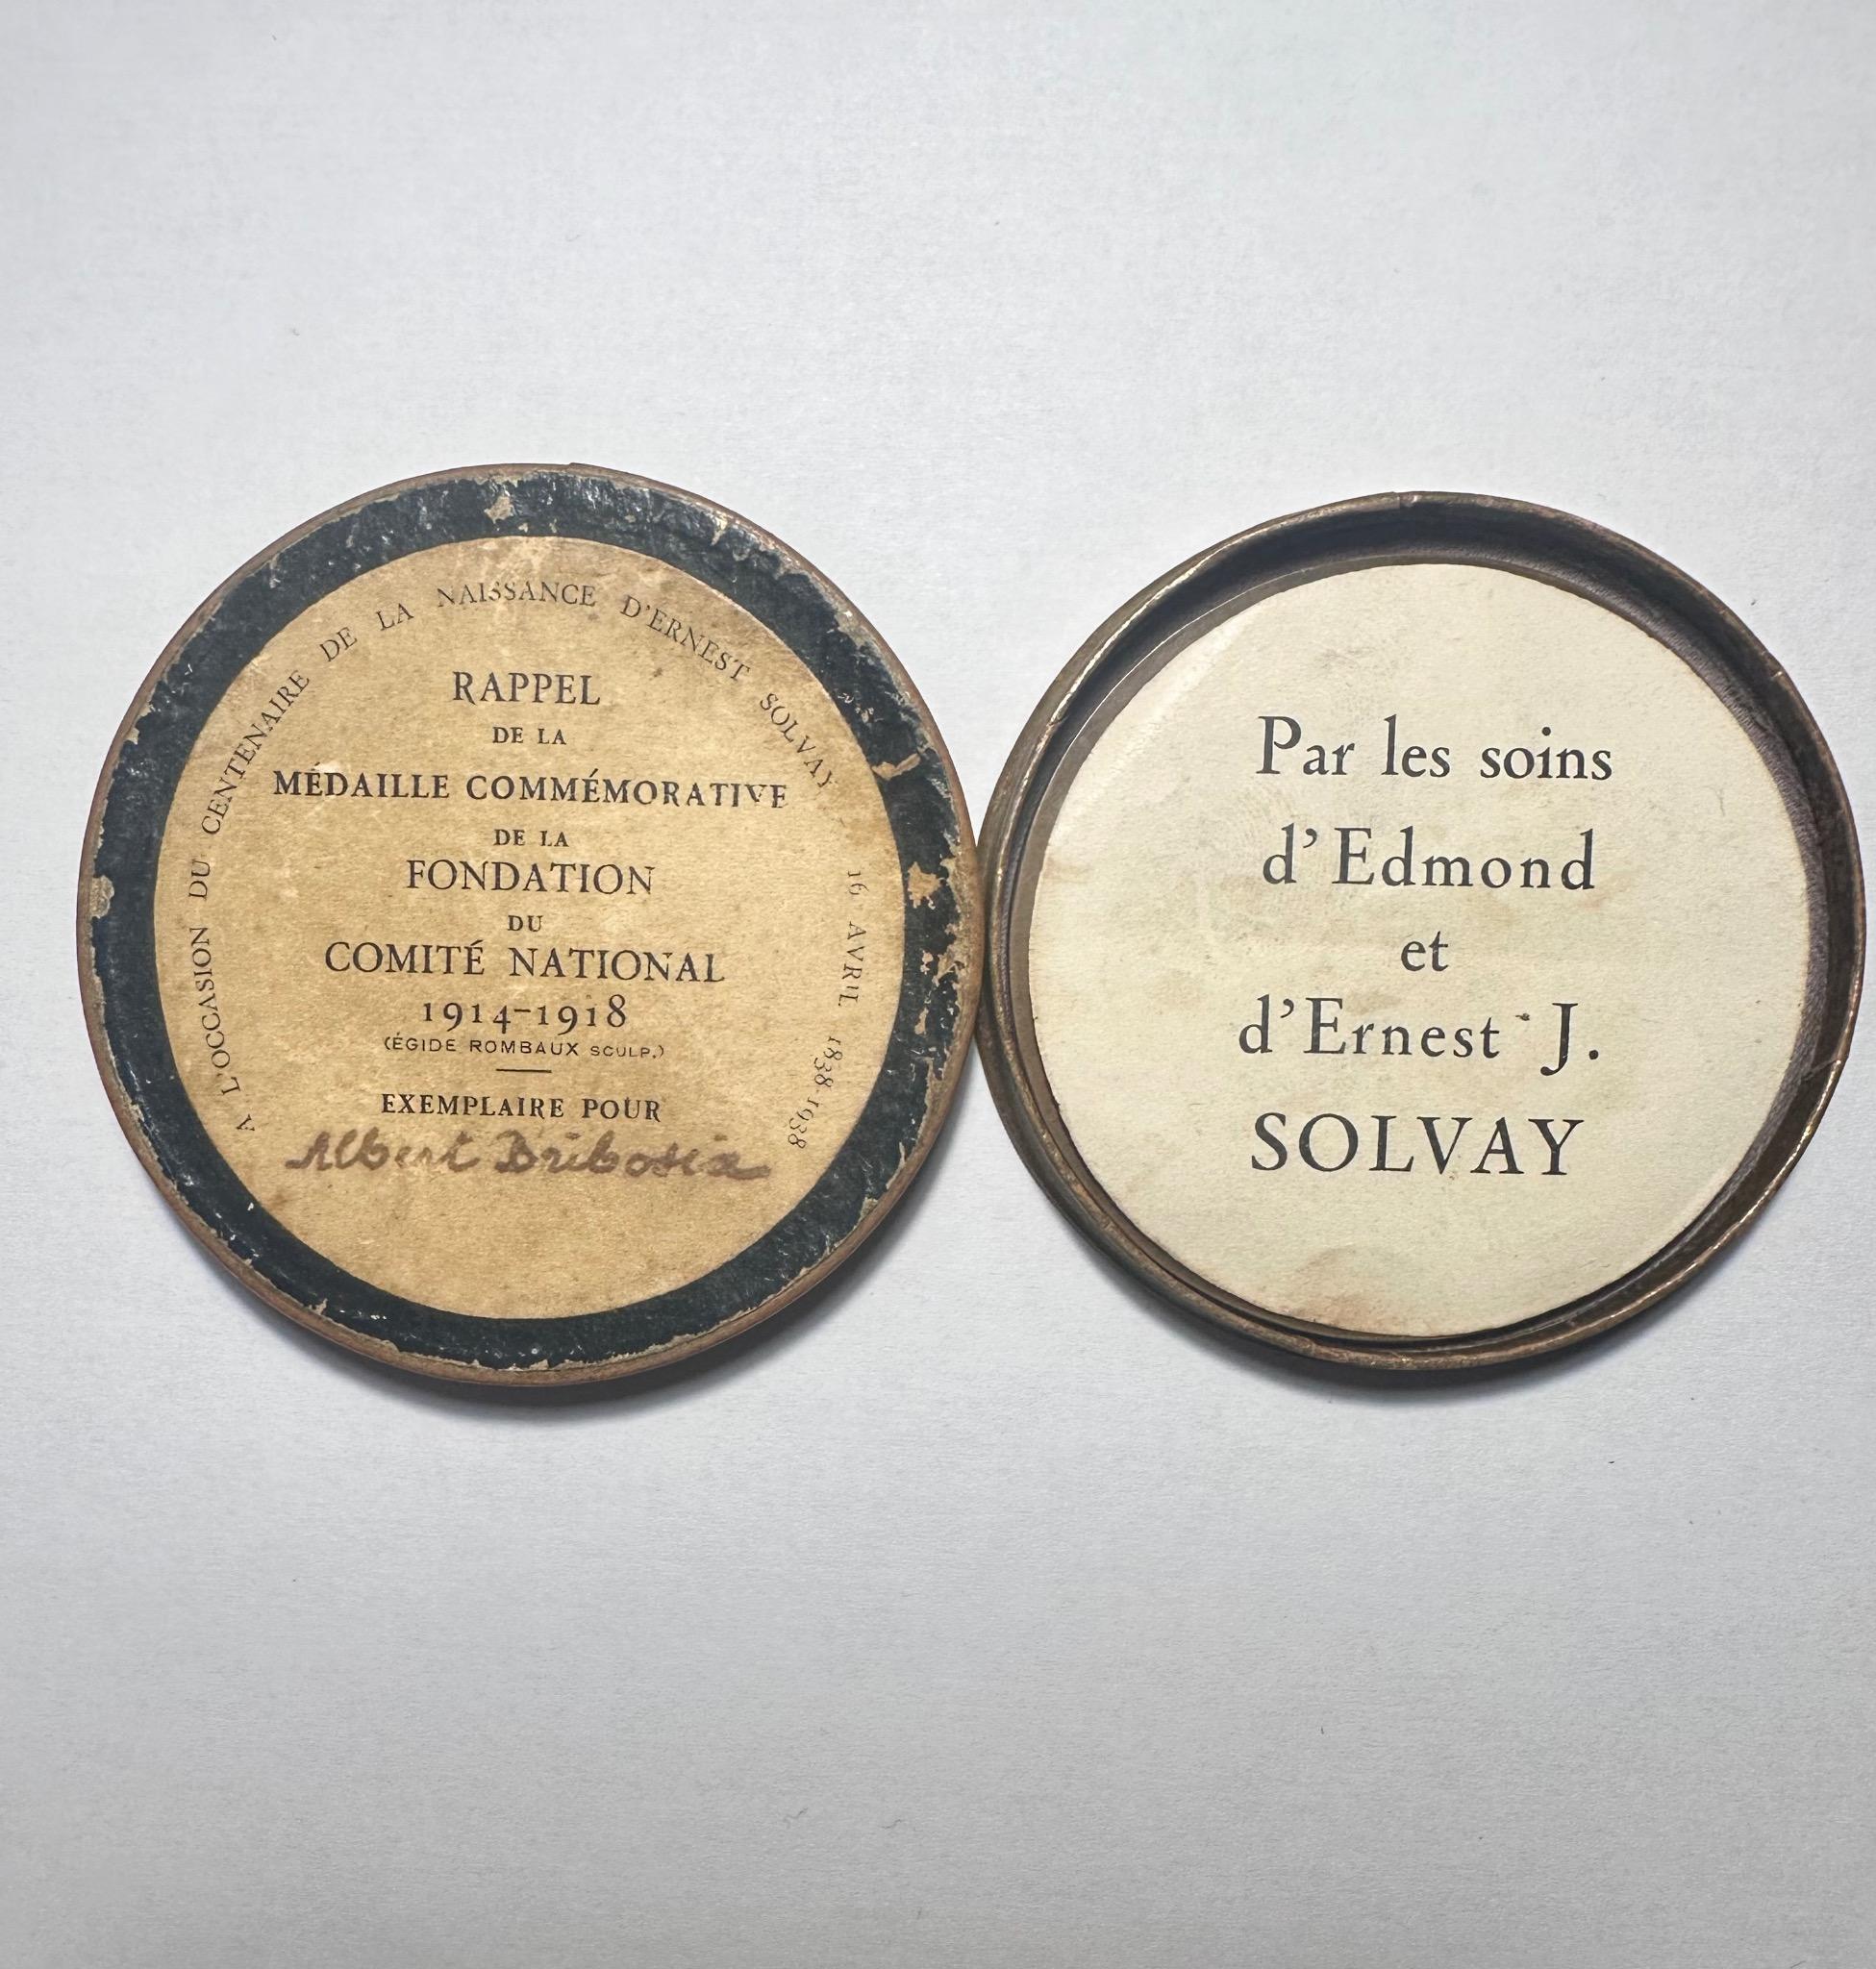 A L'OCCASION DU CENTENAIRE DE LA NAISSANCE D'ERNEST SOLVAY - 16 AVRIL 1838-1938
RAPPEL
DE LA
MÉDAILLE COMMÉMORATIVE
DE LA
FONDATION
DU
COMITÉ NATIONAL
1914-1918
(ÉGIDE ROMBAUX SCULP.)
EXEMPLAIRE POUR
Albert Bribosia
Par les soins
d'Edmond
et
d'Ernest J.
SOLVAY